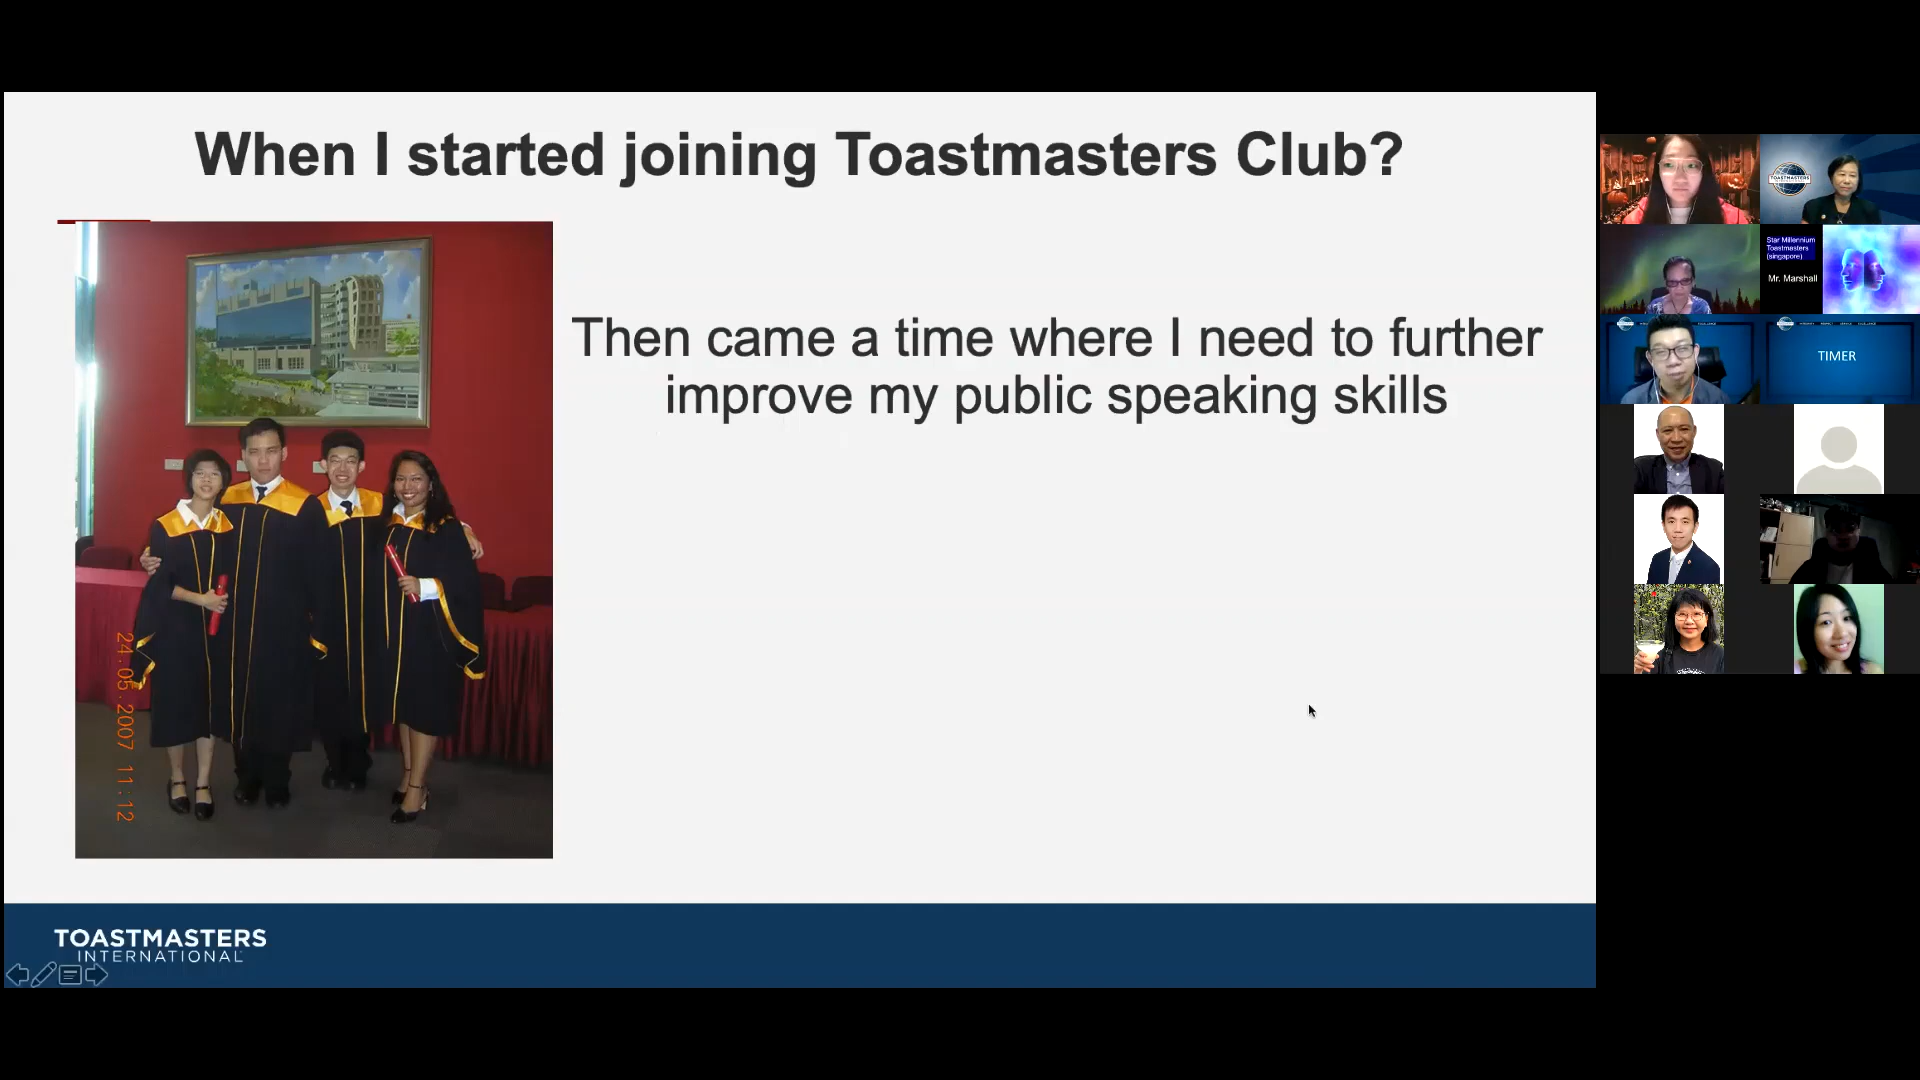 When I started joining Toastmasters Club?
Then came a time where I need to further
improve my public speaking skills
24.05.2007 11:12
TOASTMASTERS
INTERNATIONAL
TOASTMASTERS
Star Millennium
Toastmasters
(singapore)
Mr. Marshall
TIMER